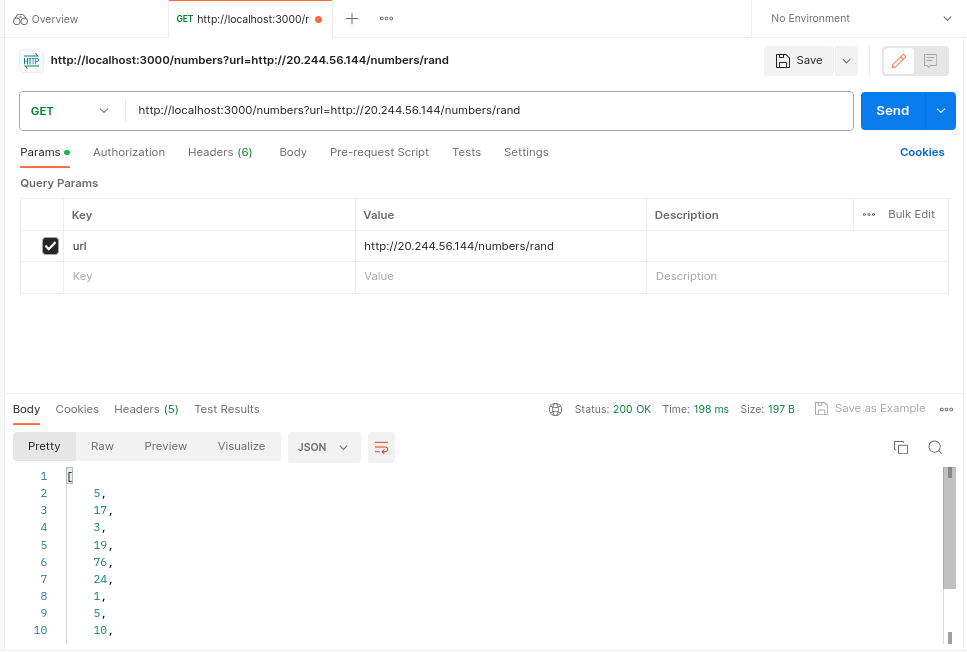 Overview
GET http://localhost:3000/r
No Environment
HTTP http://localhost:3000/numbers?url=http://20.244.56.144/numbers/rand
Save
GET http://localhost:3000/numbers?url=http://20.244.56.144/numbers/rand Send
Params Authorization Headers (6) Body Pre-request Script Tests Settings Cookies
Query Params
Key Value Description Bulk Edit
url http://20.244.56.144/numbers/rand
Key Value Description
Body Cookies Headers (5) Test Results Status: 200 OK Time: 198 ms Size: 197 B Save as Example
Pretty Raw Preview Visualize JSON
1 [
2 5,
3 17,
4 3,
5 19,
6 76,
7 24,
8 1,
9 5,
10 10,